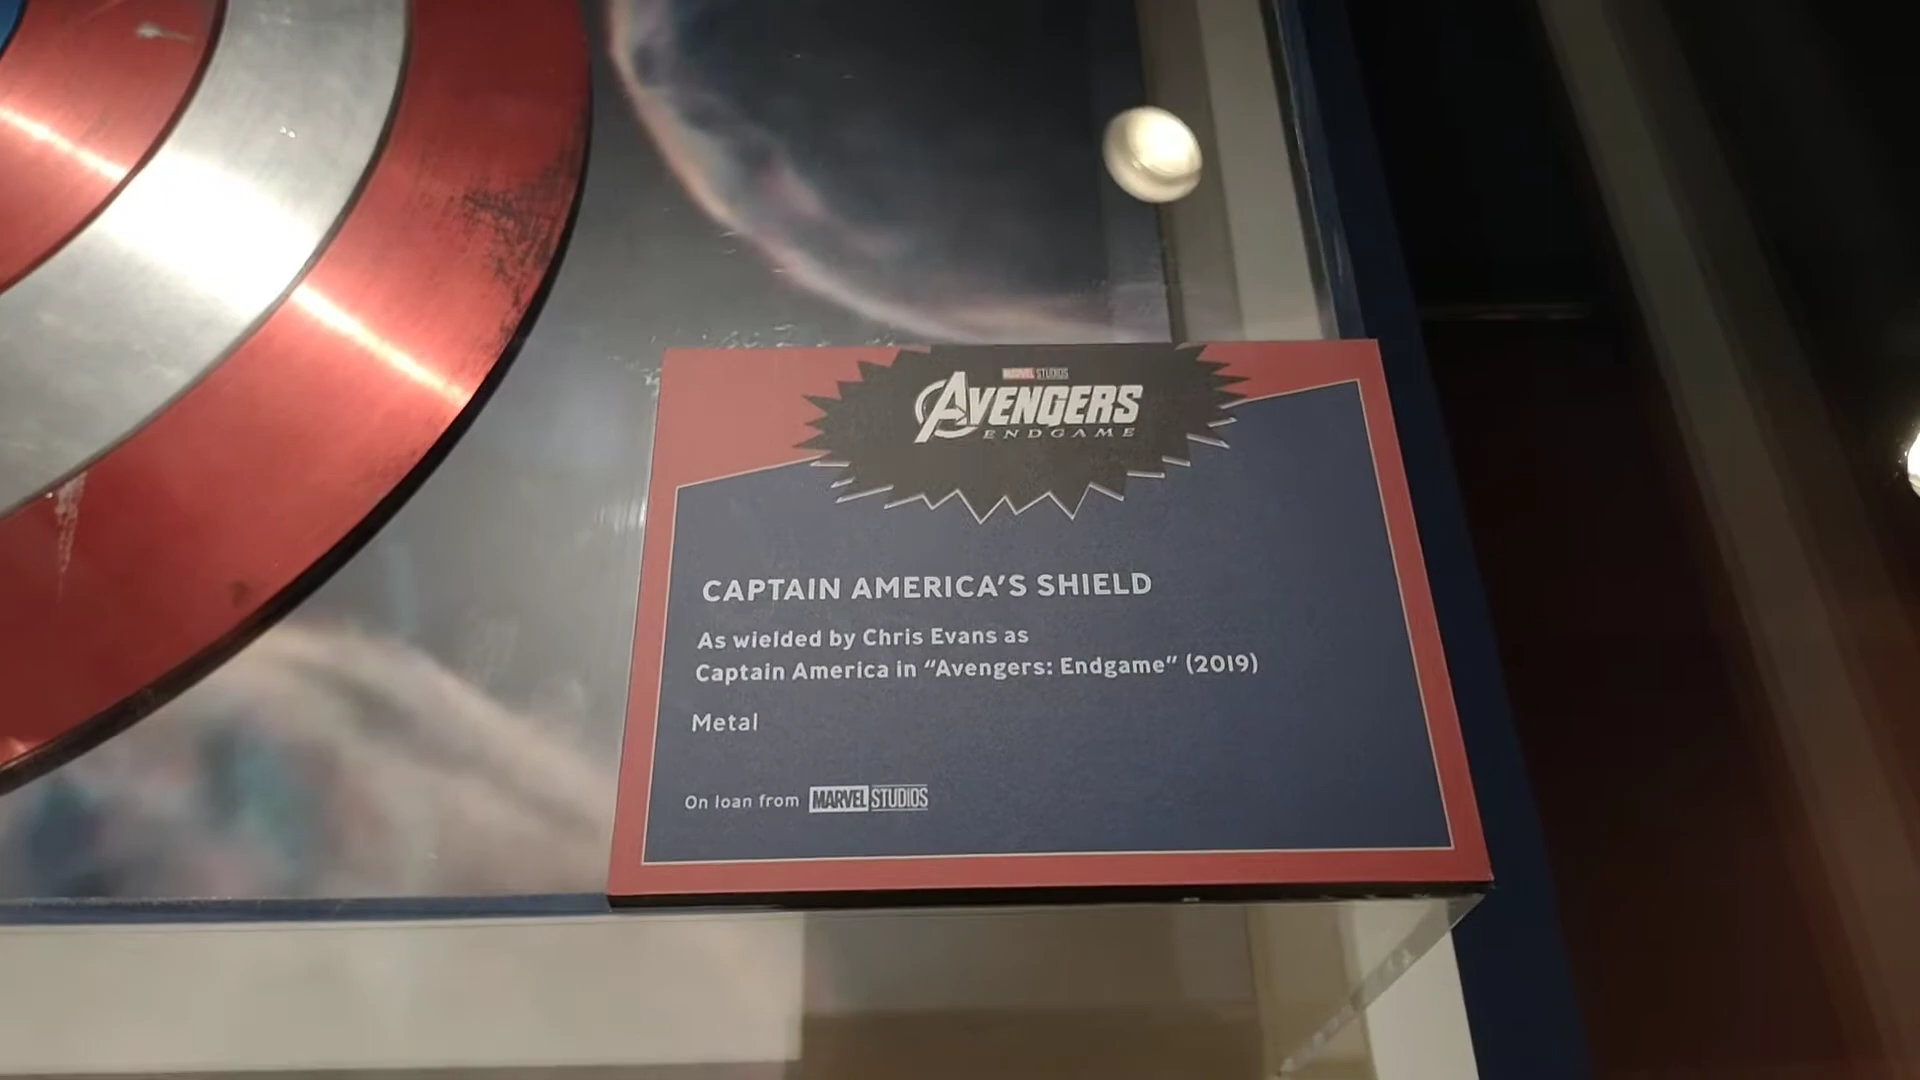 MARVEL STUDIOS
AVENGERS
ENDGAME
CAPTAIN AMERICA'S SHIELD
As wielded by Chris Evans as
Captain America in “Avengers: Endgame” (2019)
Metal
On loan from MARVEL STUDIOS